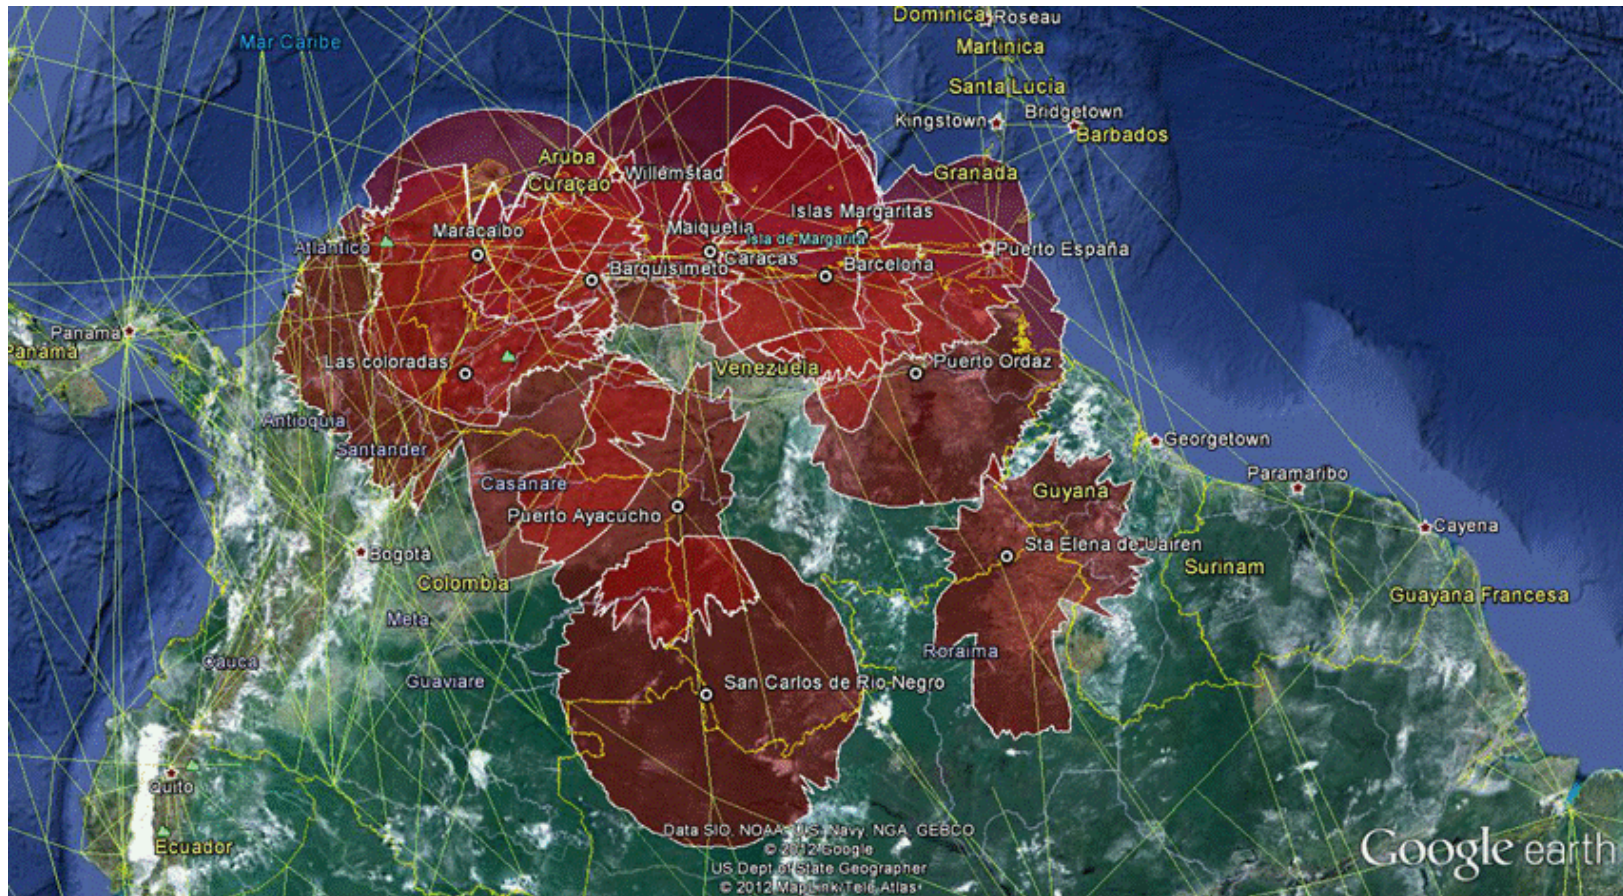 Dominica
Roseau
Mar Caribe
Martinica
Santa Lucia
Bridgetown
Kingstown
Barbados
Aruba
Granada
Willemstad
Curaçao
Islas Margaritas
Maracaibo
Maiquetia
Isla de Margarita
Atlántico
Puerto España
Caracas
Barquisimeto
Barcelona
Panama
Panamá
Las coloradas
Venezuela
Puerto Ordaz
Antioquia
Georgetown
Santander
Paramaribo
Casanare
Guyana
Puerto Ayacucho
Cayena
Sta Elena de Uairen
Bogotá
Surinam
Colombia
Guayana Francesa
Meta
Roraima
Cauca
Guaviare
San Carlos de Rio Negro
Quito
Data SIO, NOAA, U.S. Navy, NGA, GEBCO
Ecuador
© 2012 Google
Google earth
US Dept of State Geographer
© 2012 MapLink/Tele Atlas